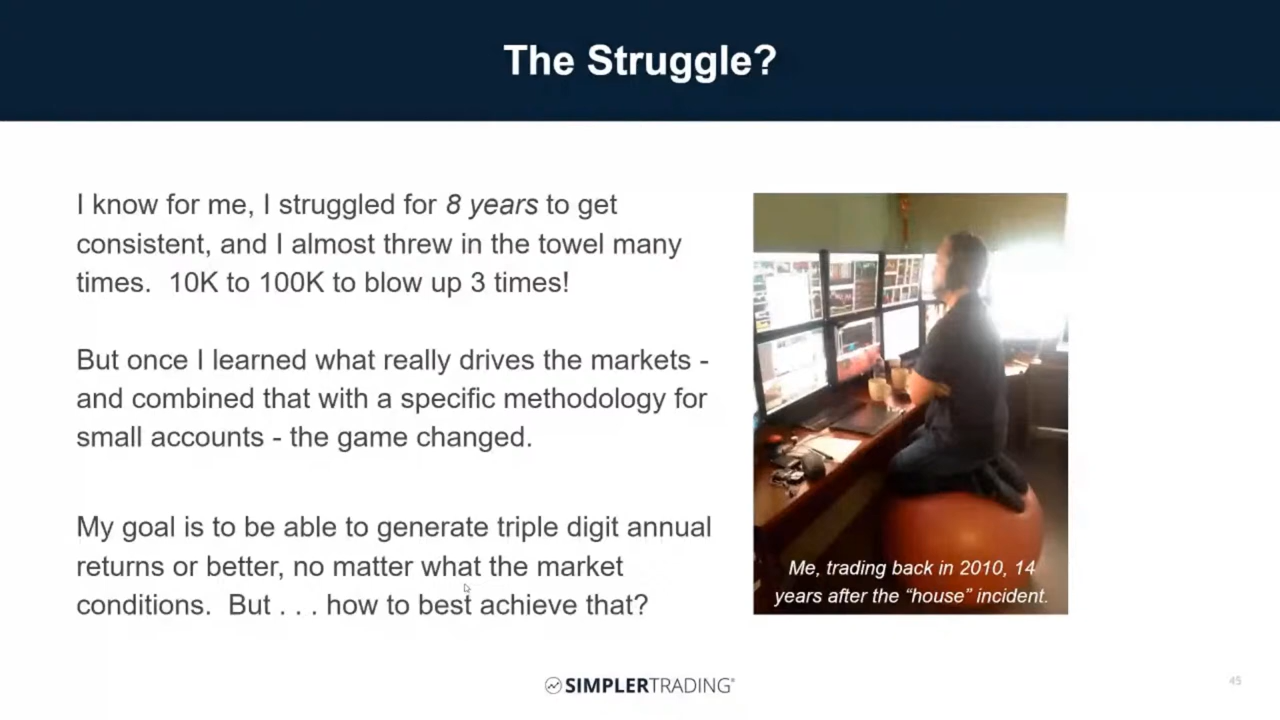 The Struggle?
I know for me, I struggled for 8 years to get
consistent, and I almost threw in the towel many
times.  10K to 100K to blow up 3 times!
But once I learned what really drives the markets -
and combined that with a specific methodology for
small accounts - the game changed.
My goal is to be able to generate triple digit annual
returns or better, no matter what the market
conditions.  But . . . how to best achieve that?
Me, trading back in 2010, 14
years after the “house” incident.
SIMPLERTRADING®
45